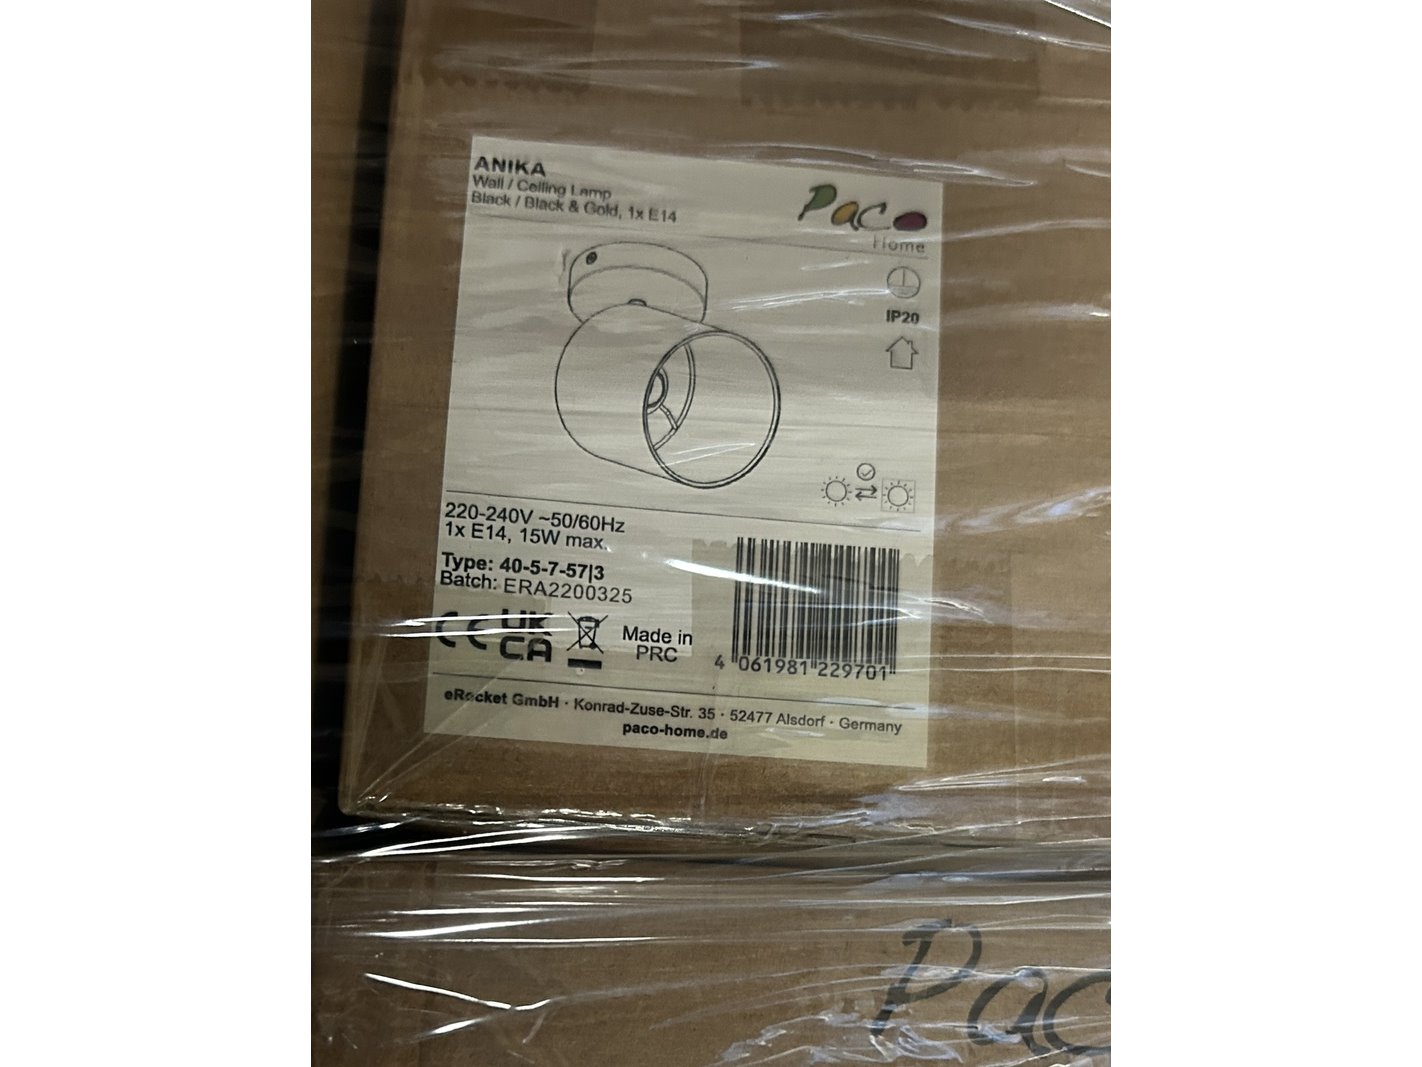 ANIKA
Wall / Ceiling Lamp
Black / Black & Gold, 1x E14
Paco
Home
IP20
220-240V ~50/60Hz
1x E14, 15W max.
Type: 40-5-7-57|3
Batch: ERA2200325
CE UK
CA
Made in
PRC
4 061981 229701
eRocket GmbH · Konrad-Zuse-Str. 35 · 52477 Alsdorf · Germany
paco-home.de
Pac